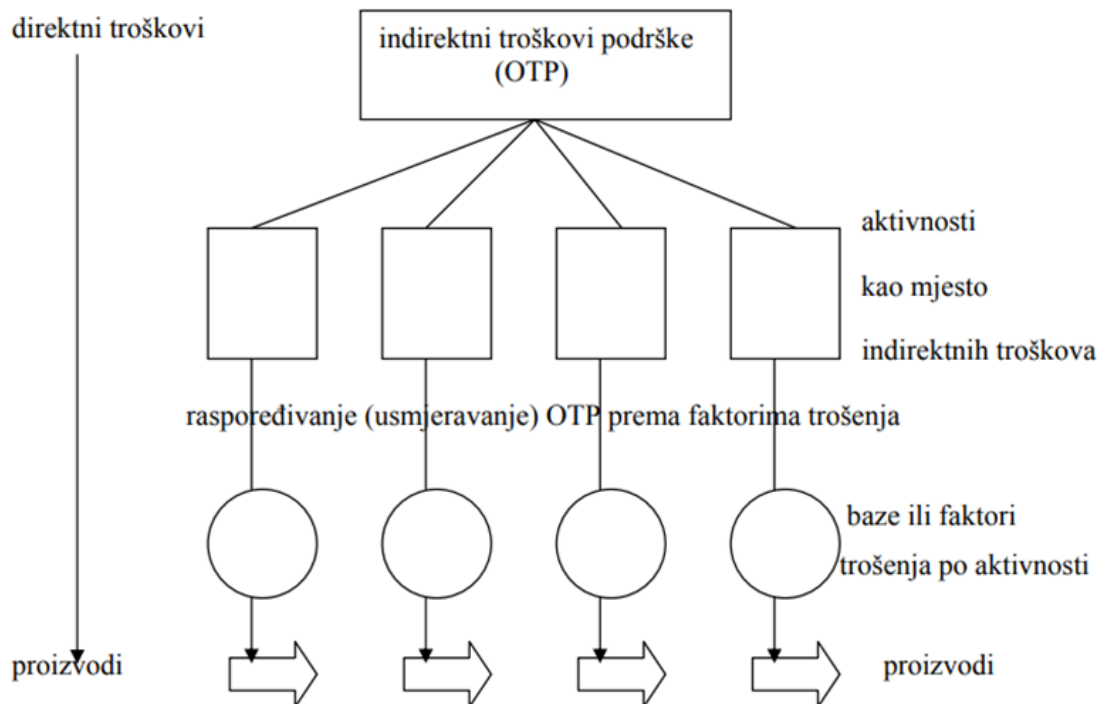 direktni troškovi
indirektni troškovi podrške
(OTP)
aktivnosti
kao mjesto
indirektnih troškova
raspoređivanje (usmjeravanje) OTP prema faktorima trošenja
baze ili faktori
trošenja po aktivnosti
proizvodi
proizvodi